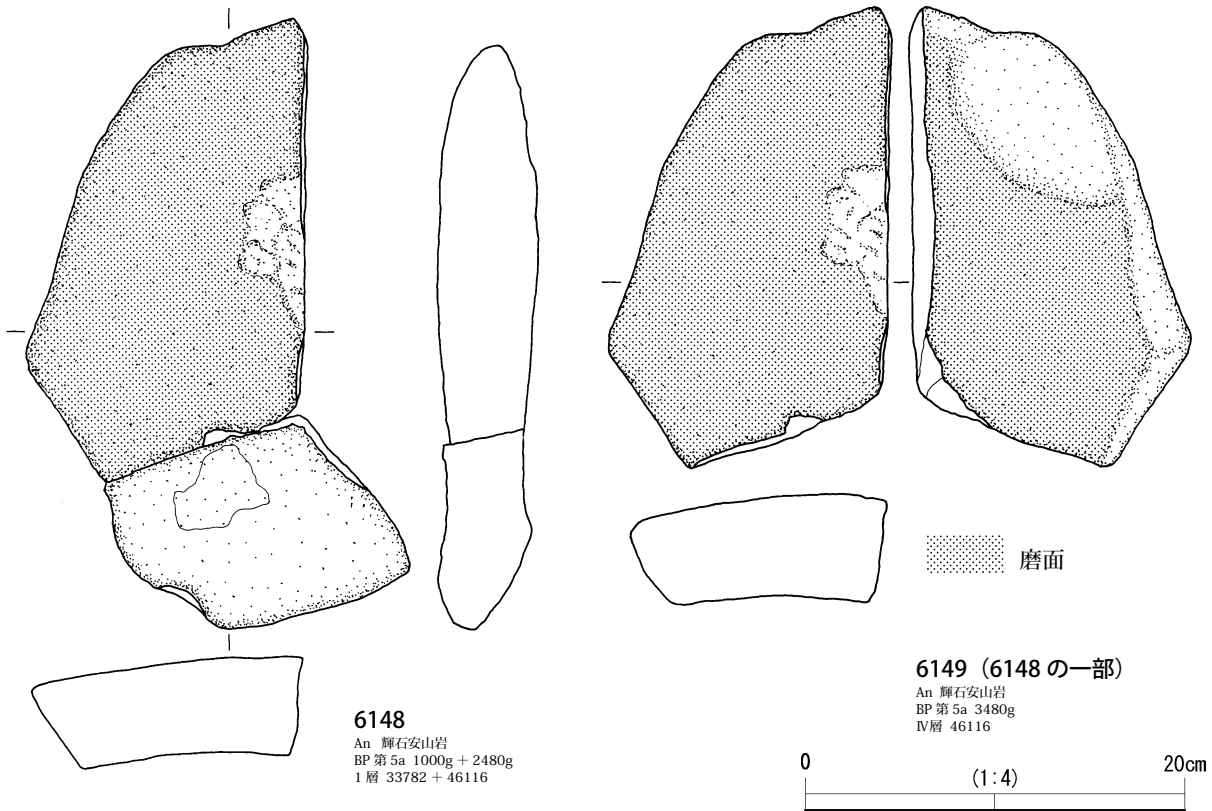 磨面
6149(6148 の一部)
An 輝石安山岩
BP 第 5a 3480g
Ⅳ層 46116
6148
An 輝石安山岩
BP 第 5a 1000g + 2480g
1 層 33782 + 46116
0 (1:4) 20cm